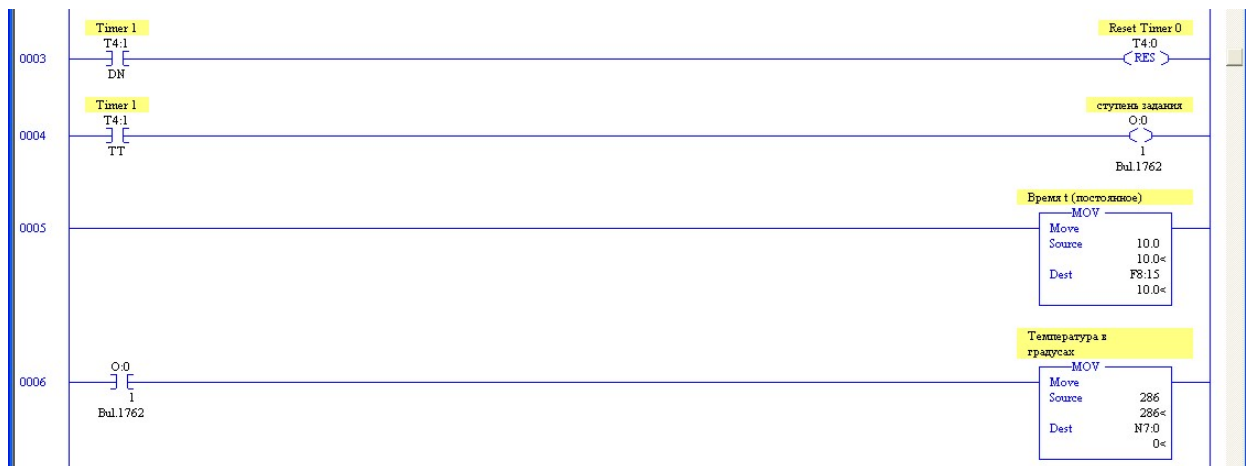 Timer 1
T4:1
DN
Reset Timer 0
T4:0
RES
0003
Timer 1
T4:1
TT
ступень задания
O:0
1
Bul.1762
0004
Время t (постоянное)
MOV
Move
Source 10.0
10.0<
Dest F8:15
10.0<
0005
Температура в
градусах
MOV
Move
Source 286
286<
Dest N7:0
0<
O:0
1
Bul.1762
0006